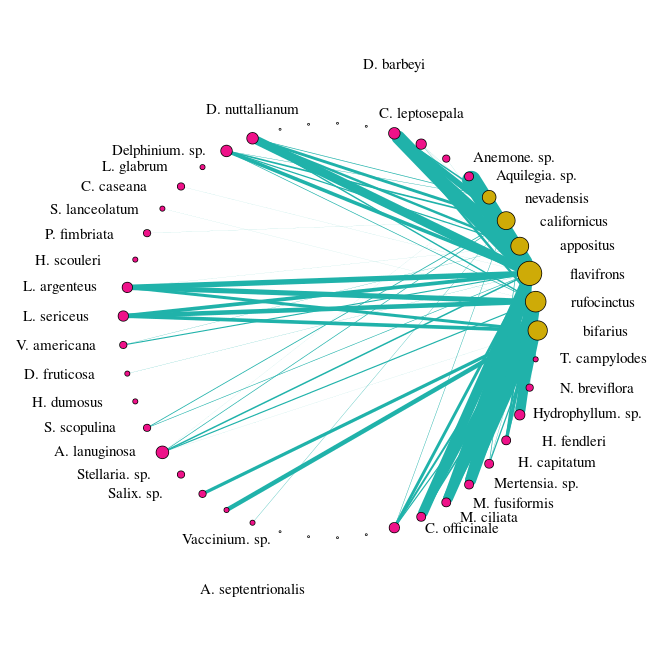 D. barbeyi
D. nuttallianum
C. leptosepala
Delphinium. sp.
Anemone. sp.
L. glabrum
Aquilegia. sp.
C. caseana
nevadensis
S. lanceolatum
californicus
P. fimbriata
appositus
H. scouleri
flavifrons
L. argenteus
rufocinctus
L. sericeus
bifarius
V. americana
T. campylodes
D. fruticosa
N. breviflora
H. dumosus
Hydrophyllum. sp.
S. scopulina
H. fendleri
A. lanuginosa
H. capitatum
Stellaria. sp.
Mertensia. sp.
Salix. sp.
M. fusiformis
M. ciliata
C. officinale
Vaccinium. sp.
A. septentrionalis